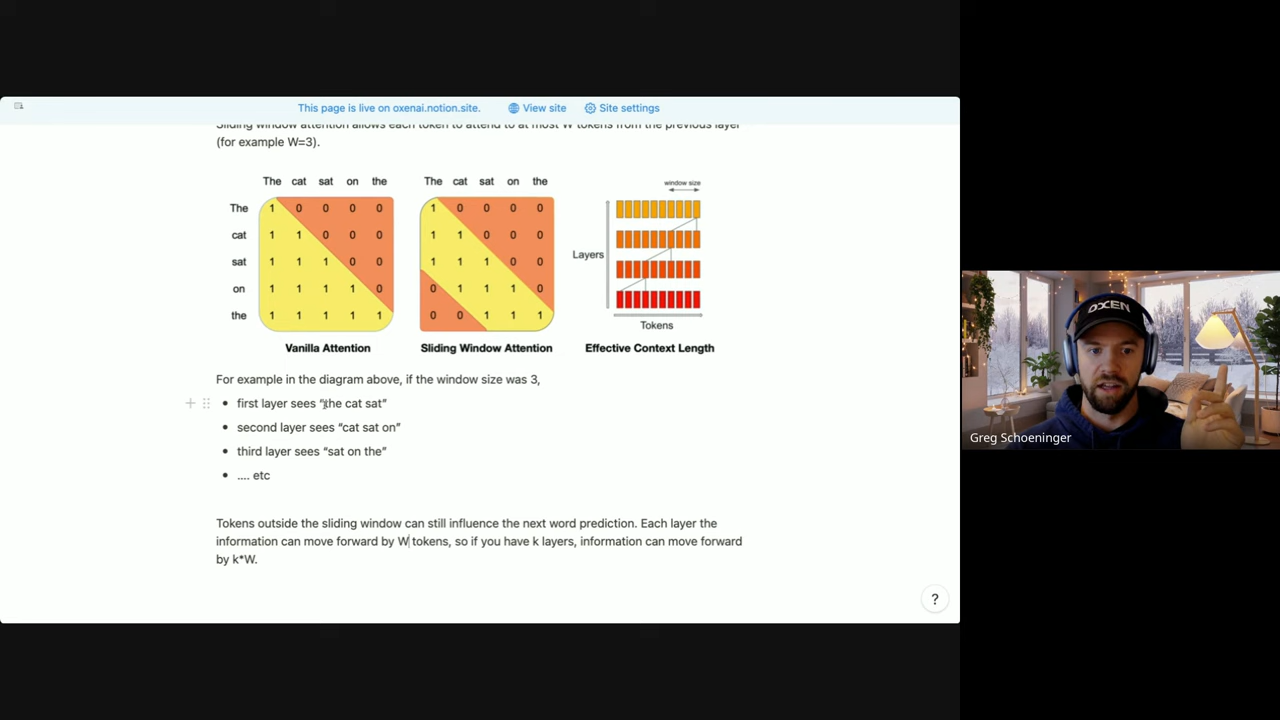 This page is live on oxenai.notion.site. View site Site settings
Sliding window attention allows each token to attend to at most W tokens from the previous layer
(for example W=3).
The cat sat on the
The 1 0 0 0 0
cat 1 1 0 0 0
sat 1 1 1 0 0
on 1 1 1 1 0
the 1 1 1 1 1
Vanilla Attention
The cat sat on the
1 0 0 0 0
1 1 0 0 0
1 1 1 0 0
0 1 1 1 0
0 0 1 1 1
Sliding Window Attention
window size
Layers
Tokens
Effective Context Length
For example in the diagram above, if the window size was 3,
• first layer sees “the cat sat”
• second layer sees “cat sat on”
• third layer sees “sat on the”
• .... etc
Tokens outside the sliding window can still influence the next word prediction. Each layer the
information can move forward by W tokens, so if you have k layers, information can move forward
by k*W.
?
OXEN
Greg Schoeninger